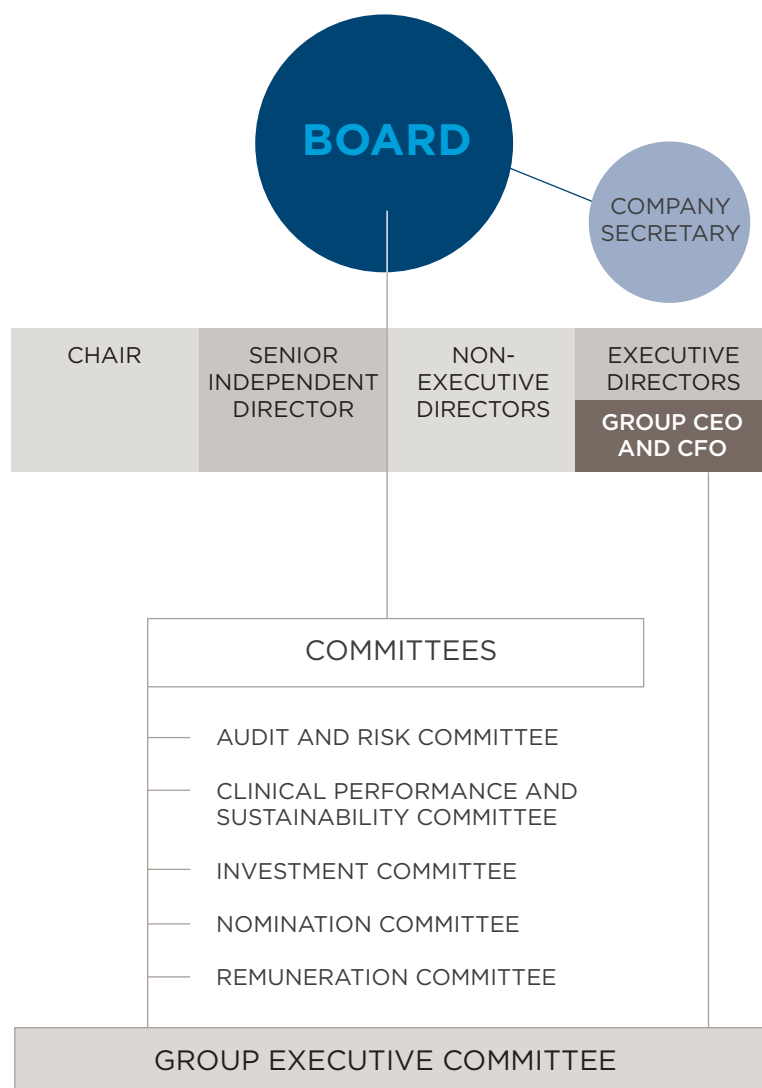 BOARD
COMPANY
SECRETARY
CHAIR
SENIOR
INDEPENDENT
DIRECTOR
NON-
EXECUTIVE
DIRECTORS
EXECUTIVE
DIRECTORS
GROUP CEO
AND CFO
COMMITTEES
AUDIT AND RISK COMMITTEE
CLINICAL PERFORMANCE AND
SUSTAINABILITY COMMITTEE
INVESTMENT COMMITTEE
NOMINATION COMMITTEE
REMUNERATION COMMITTEE
GROUP EXECUTIVE COMMITTEE